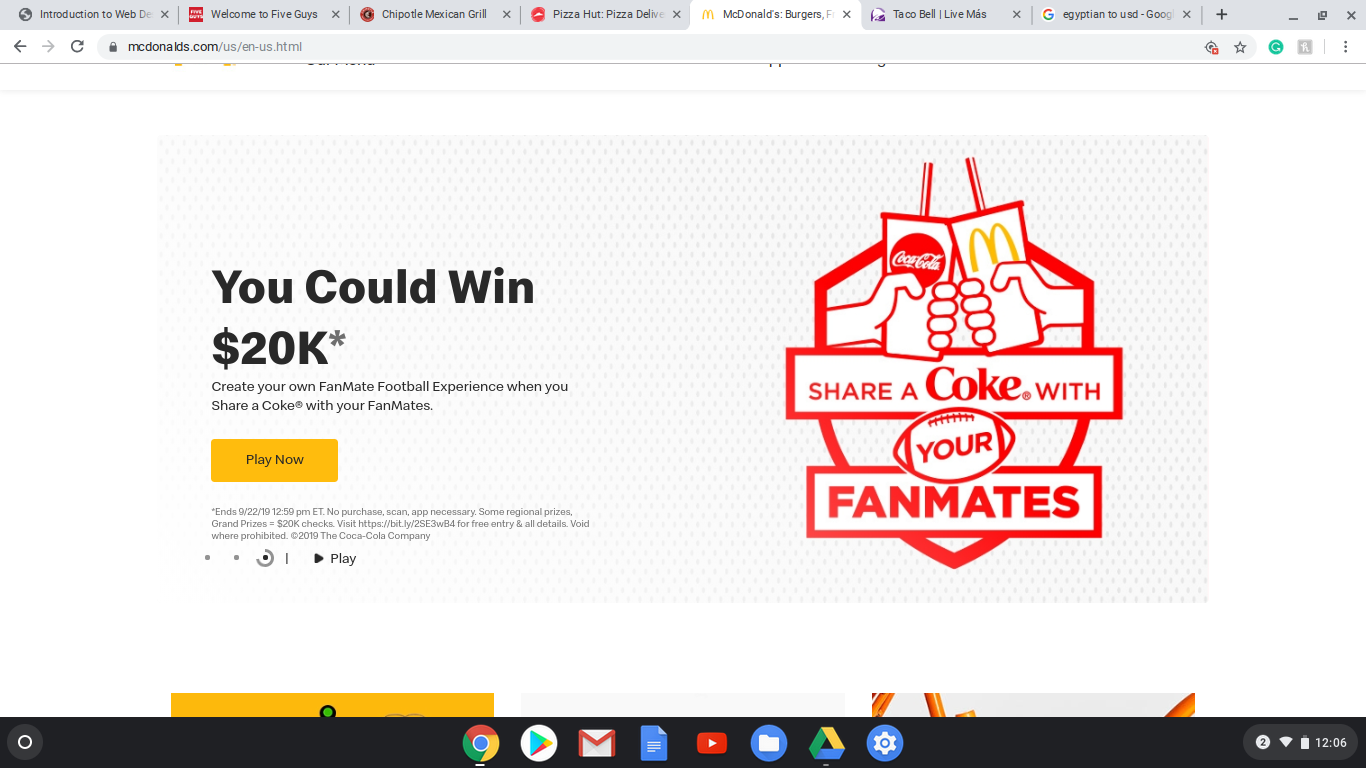 Introduction to Web De
Welcome to Five Guys
Chipotle Mexican Grill
Pizza Hut: Pizza Delive
McDonald's: Burgers, F
Taco Bell | Live Más
egyptian to usd - Goog
mcdonalds.com/us/en-us.html
Our Menu
You Could Win
$20K*
Create your own FanMate Football Experience when you
Share a Coke® with your FanMates.
Play Now
*Ends 9/22/19 12:59 pm ET. No purchase, scan, app necessary. Some regional prizes,
Grand Prizes = $20K checks. Visit https://bit.ly/2SE3wB4 for free entry & all details. Void
where prohibited. ©2019 The Coca-Cola Company
Play
Coca-Cola
SHARE A Coke® WITH
YOUR
FANMATES
2
12:06